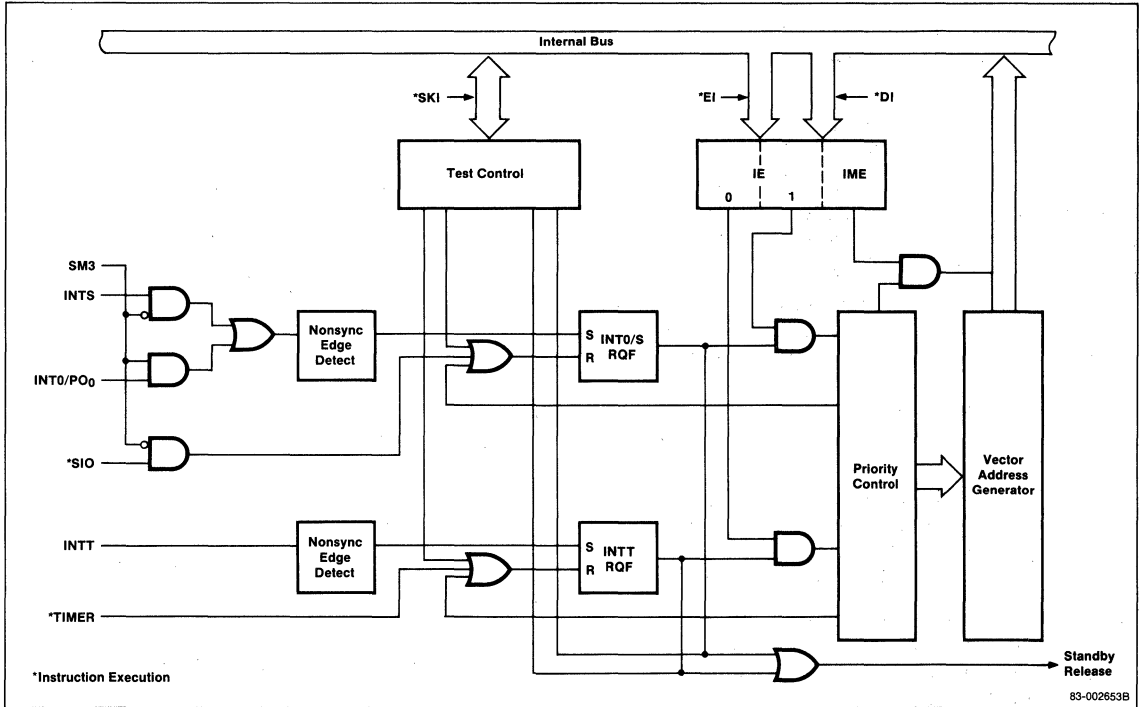 Internal Bus
*SKI
*EI
*DI
Test Control
IE
IME
0
1
SM3
INTS
INT0/PO0
*SIO
Nonsync
Edge
Detect
S
R
INT0/S
RQF
INTT
*TIMER
Nonsync
Edge
Detect
S
R
INTT
RQF
Priority
Control
Vector
Address
Generator
Standby
Release
*Instruction Execution
83-002653B